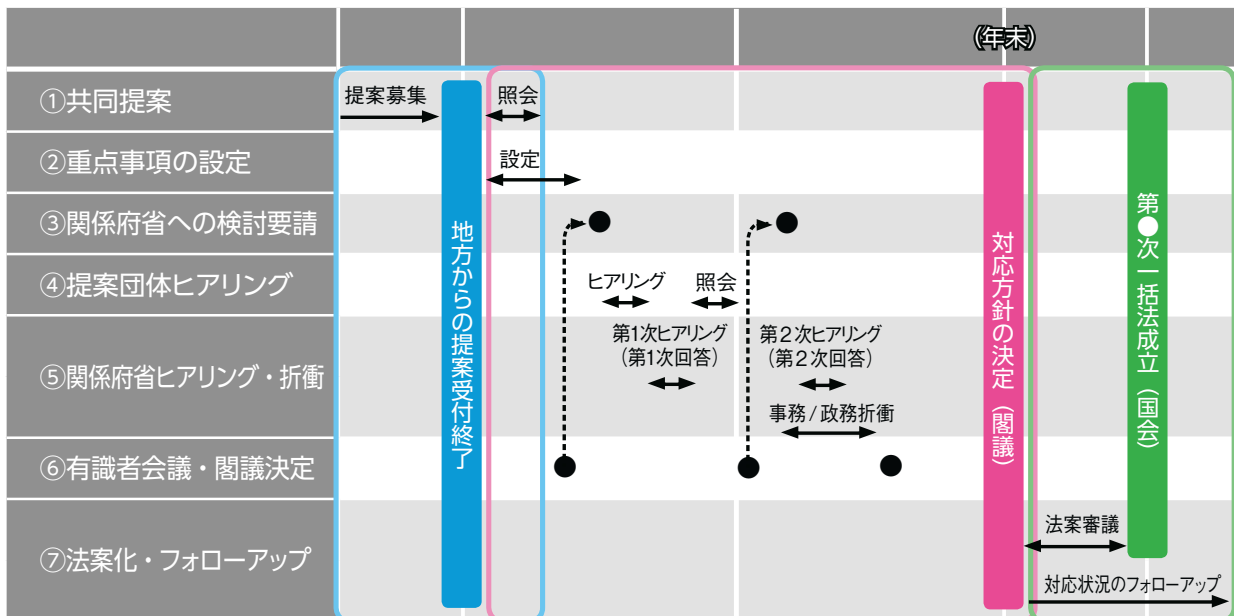 (年末)
①共同提案
提案募集
照会
②重点事項の設定
設定
③関係府省への検討要請
④提案団体ヒアリング
ヒアリング
照会
⑤関係府省ヒアリング・折衝
第1次ヒアリング
(第1次回答)
第2次ヒアリング
(第2次回答)
事務/政務折衝
⑥有識者会議・閣議決定
⑦法案化・フォローアップ
法案審議
対応状況のフォローアップ
地方からの提案受付終了
対応方針の決定(閣議)
第●次一括法成立(国会)